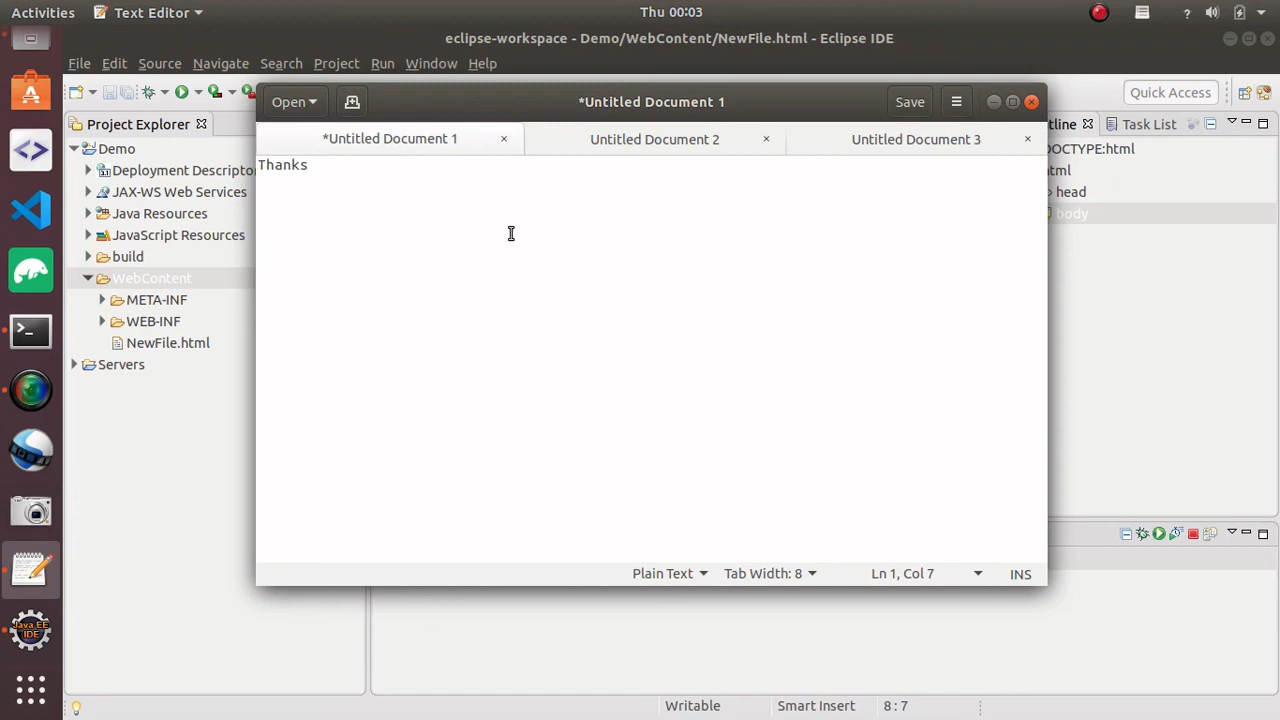 Activities Text Editor Thu 00:03 ?
eclipse-workspace - Demo/WebContent/NewFile.html - Eclipse IDE
File Edit Source Navigate Search Project Run Window Help
Quick Access
Open *Untitled Document 1 Save
Project Explorer
*Untitled Document 1 Untitled Document 2 Untitled Document 3
tline Task List
Demo
Deployment Descripto
JAX-WS Web Services
Java Resources
JavaScript Resources
build
WebContent
META-INF
WEB-INF
NewFile.html
Servers
Thanks
OCTYPE:html
tml
head
body
Plain Text Tab Width: 8 Ln 1, Col 7 INS
Java EE
IDE
Writable Smart Insert 8 : 7